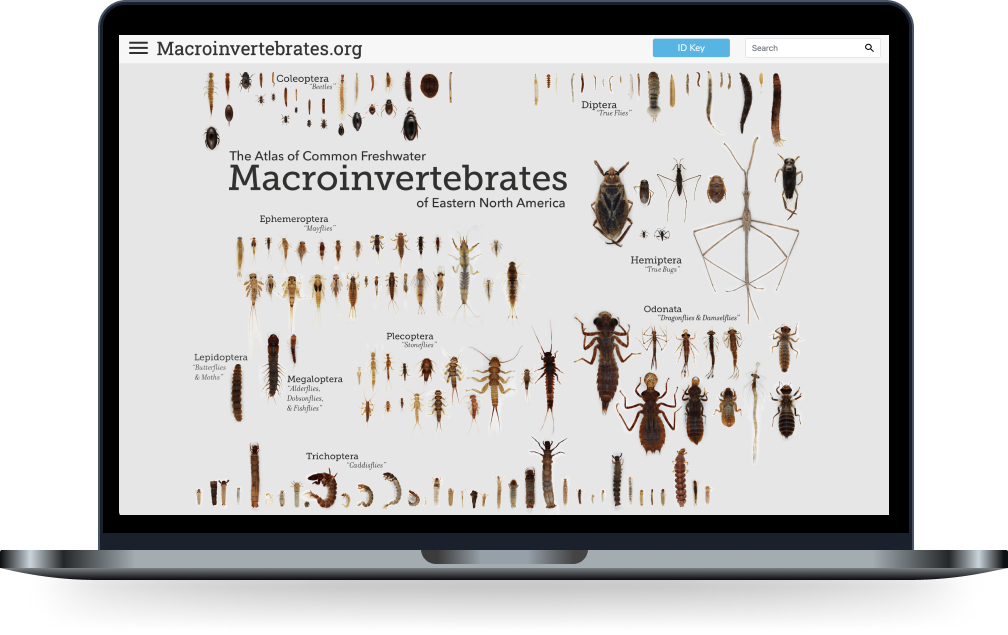 Macroinvertebrates.org
ID Key
Search
Coleoptera
"Beetles"
Diptera
"True Flies"
The Atlas of Common Freshwater
Macroinvertebrates
of Eastern North America
Ephemeroptera
"Mayflies"
Hemiptera
"True Bugs"
Odonata
"Dragonflies & Damselflies"
Plecoptera
"Stoneflies"
Lepidoptera
"Butterflies
& Moths"
Megaloptera
"Alderflies,
Dobsonflies,
& Fishflies"
Trichoptera
"Caddisflies"